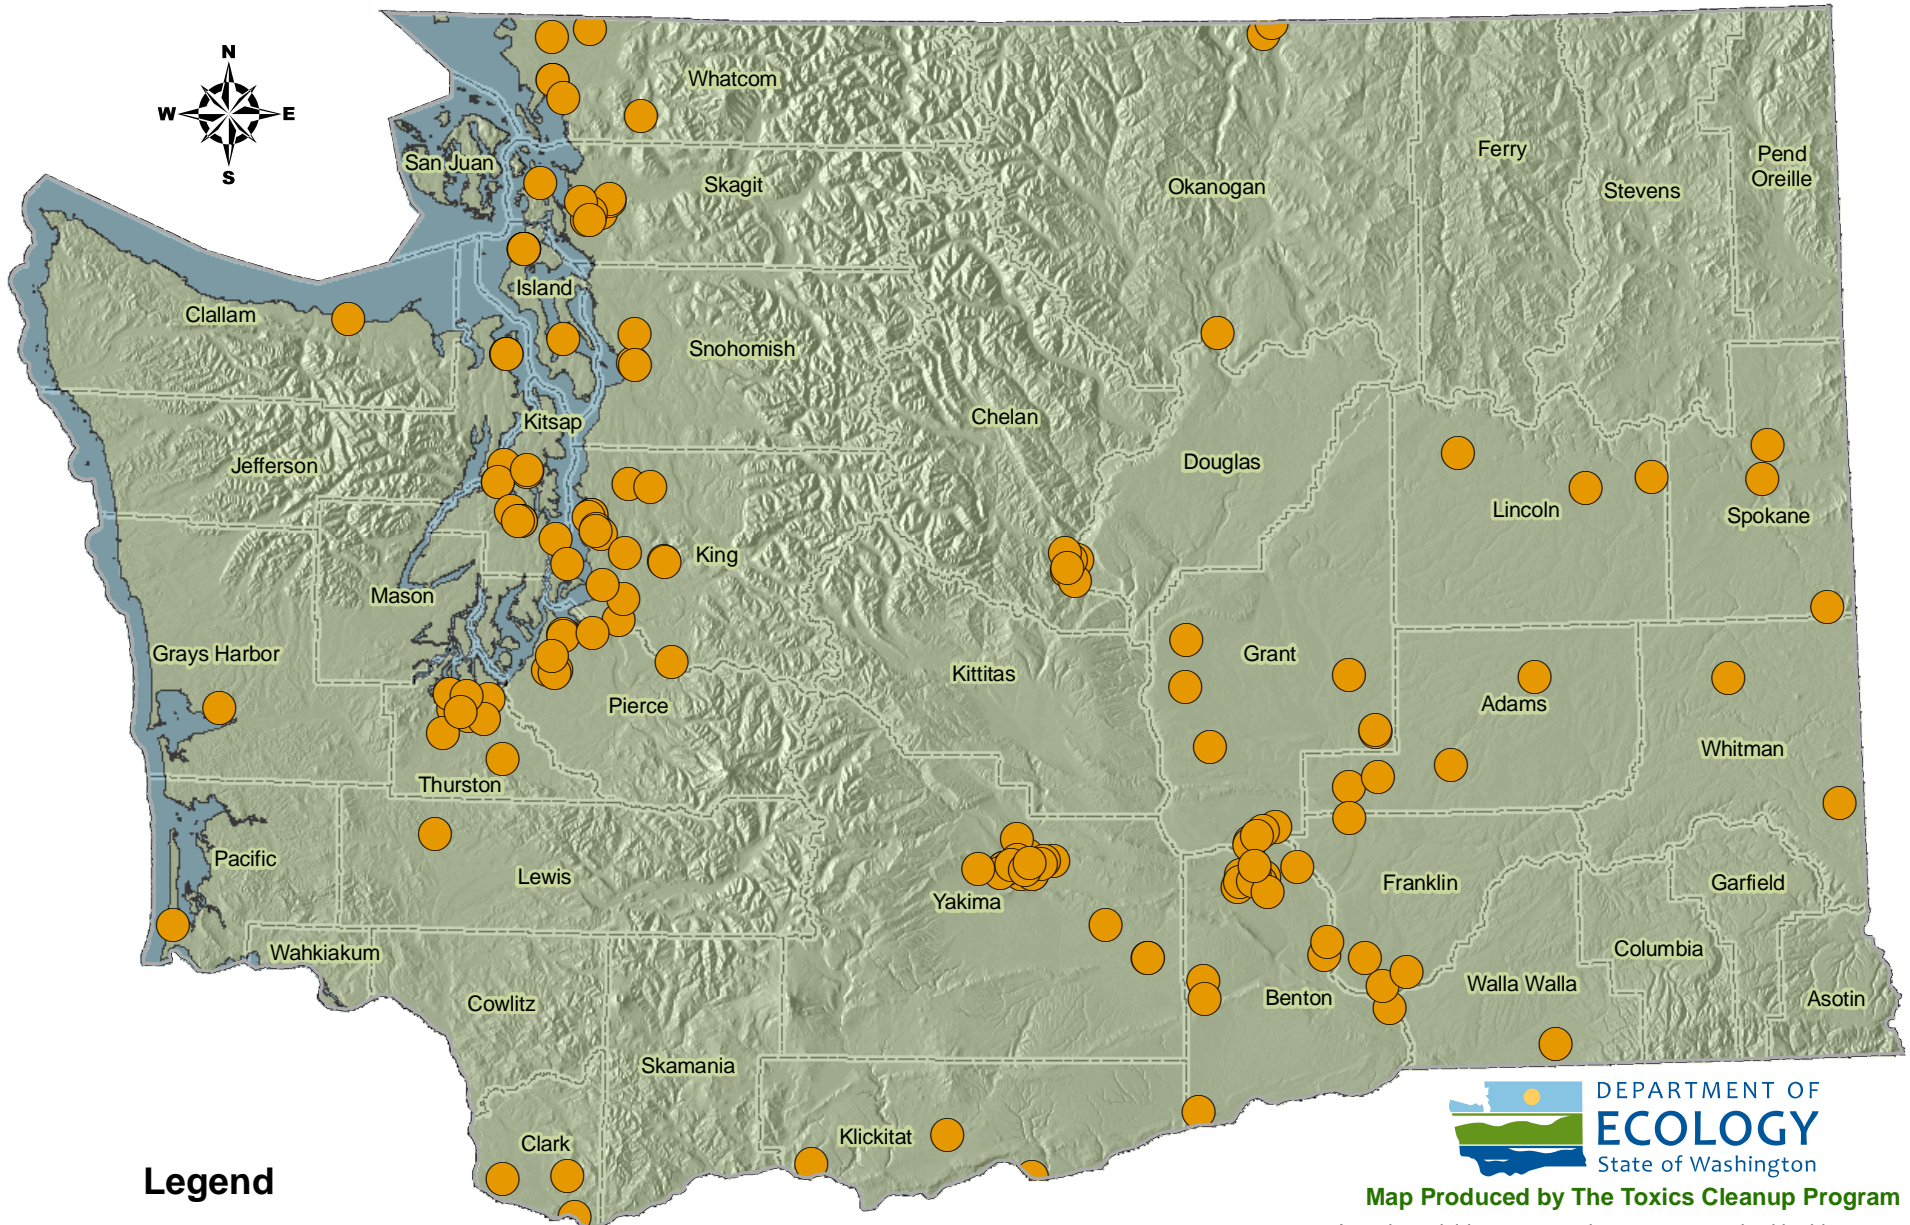 N
W E
S
Whatcom
San Juan
Skagit
Okanogan
Ferry
Stevens
Pend
Oreille
Island
Clallam
Snohomish
Chelan
Kitsap
Jefferson
Douglas
Lincoln
Spokane
King
Mason
Grays Harbor
Kittitas
Grant
Pierce
Adams
Whitman
Thurston
Pacific
Lewis
Yakima
Franklin
Garfield
Wahkiakum
Columbia
Cowlitz
Benton
Walla Walla
Asotin
Skamania
Klickitat
Clark
Legend
DEPARTMENT OF
ECOLOGY
State of Washington
Map Produced by The Toxics Cleanup Program